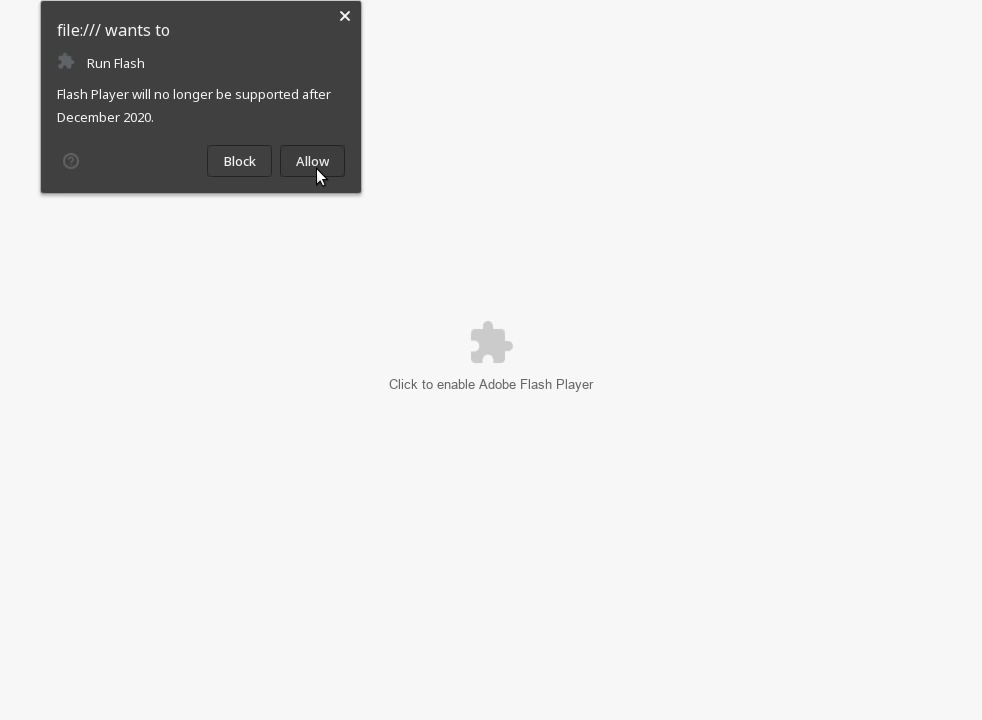 file:/// wants to
Run Flash
Flash Player will no longer be supported after
December 2020.
Block Allow
Click to enable Adobe Flash Player